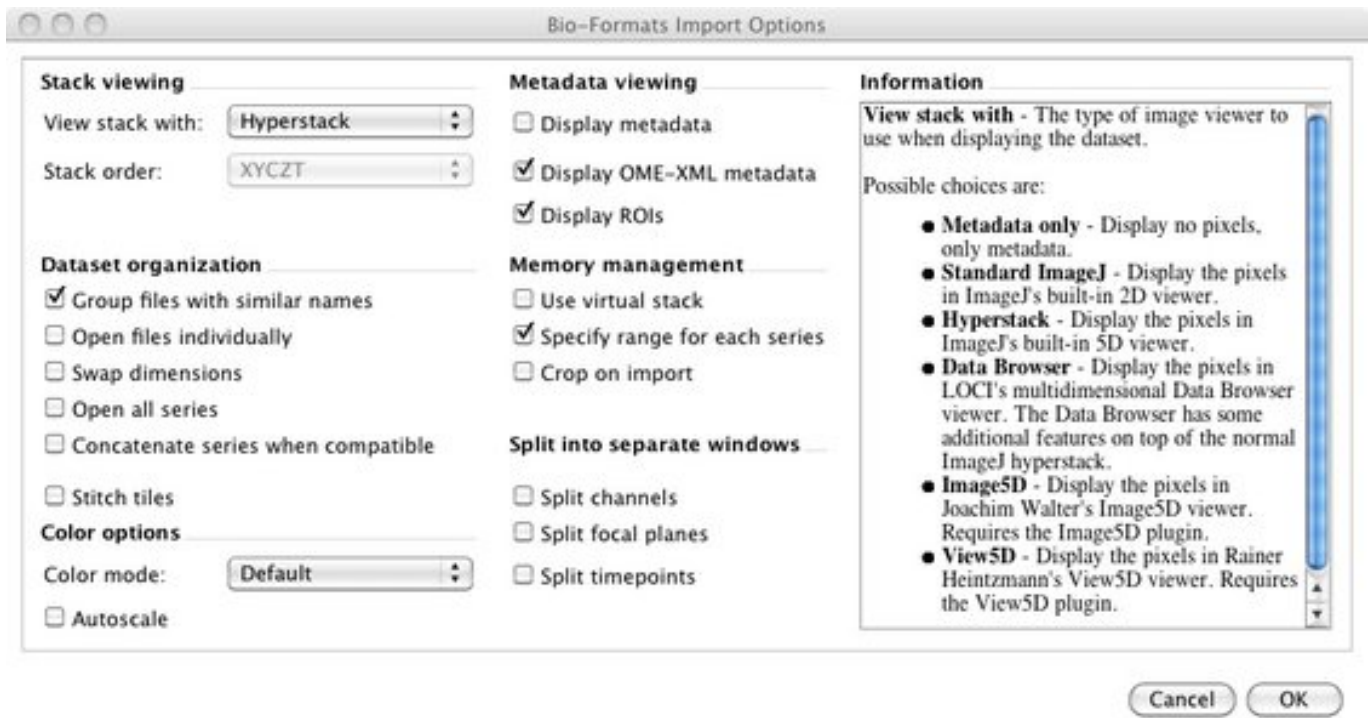 Bio-Formats Import Options
Stack viewing
View stack with: Hyperstack
Stack order: XYCZT
Dataset organization
Group files with similar names
Open files individually
Swap dimensions
Open all series
Concatenate series when compatible
Stitch tiles
Color options
Color mode: Default
Autoscale
Metadata viewing
Display metadata
Display OME-XML metadata
Display ROIs
Memory management
Use virtual stack
Specify range for each series
Crop on import
Split into separate windows
Split channels
Split focal planes
Split timepoints
Information
View stack with - The type of image viewer to
use when displaying the dataset.
Possible choices are:
● Metadata only - Display no pixels,
only metadata.
● Standard ImageJ - Display the pixels
in ImageJ's built-in 2D viewer.
● Hyperstack - Display the pixels in
ImageJ's built-in 5D viewer.
● Data Browser - Display the pixels in
LOCI's multidimensional Data Browser
viewer. The Data Browser has some
additional features on top of the normal
ImageJ hyperstack.
● Image5D - Display the pixels in
Joachim Walter's Image5D viewer.
Requires the Image5D plugin.
● View5D - Display the pixels in Rainer
Heintzmann's View5D viewer. Requires
the View5D plugin.
Cancel OK